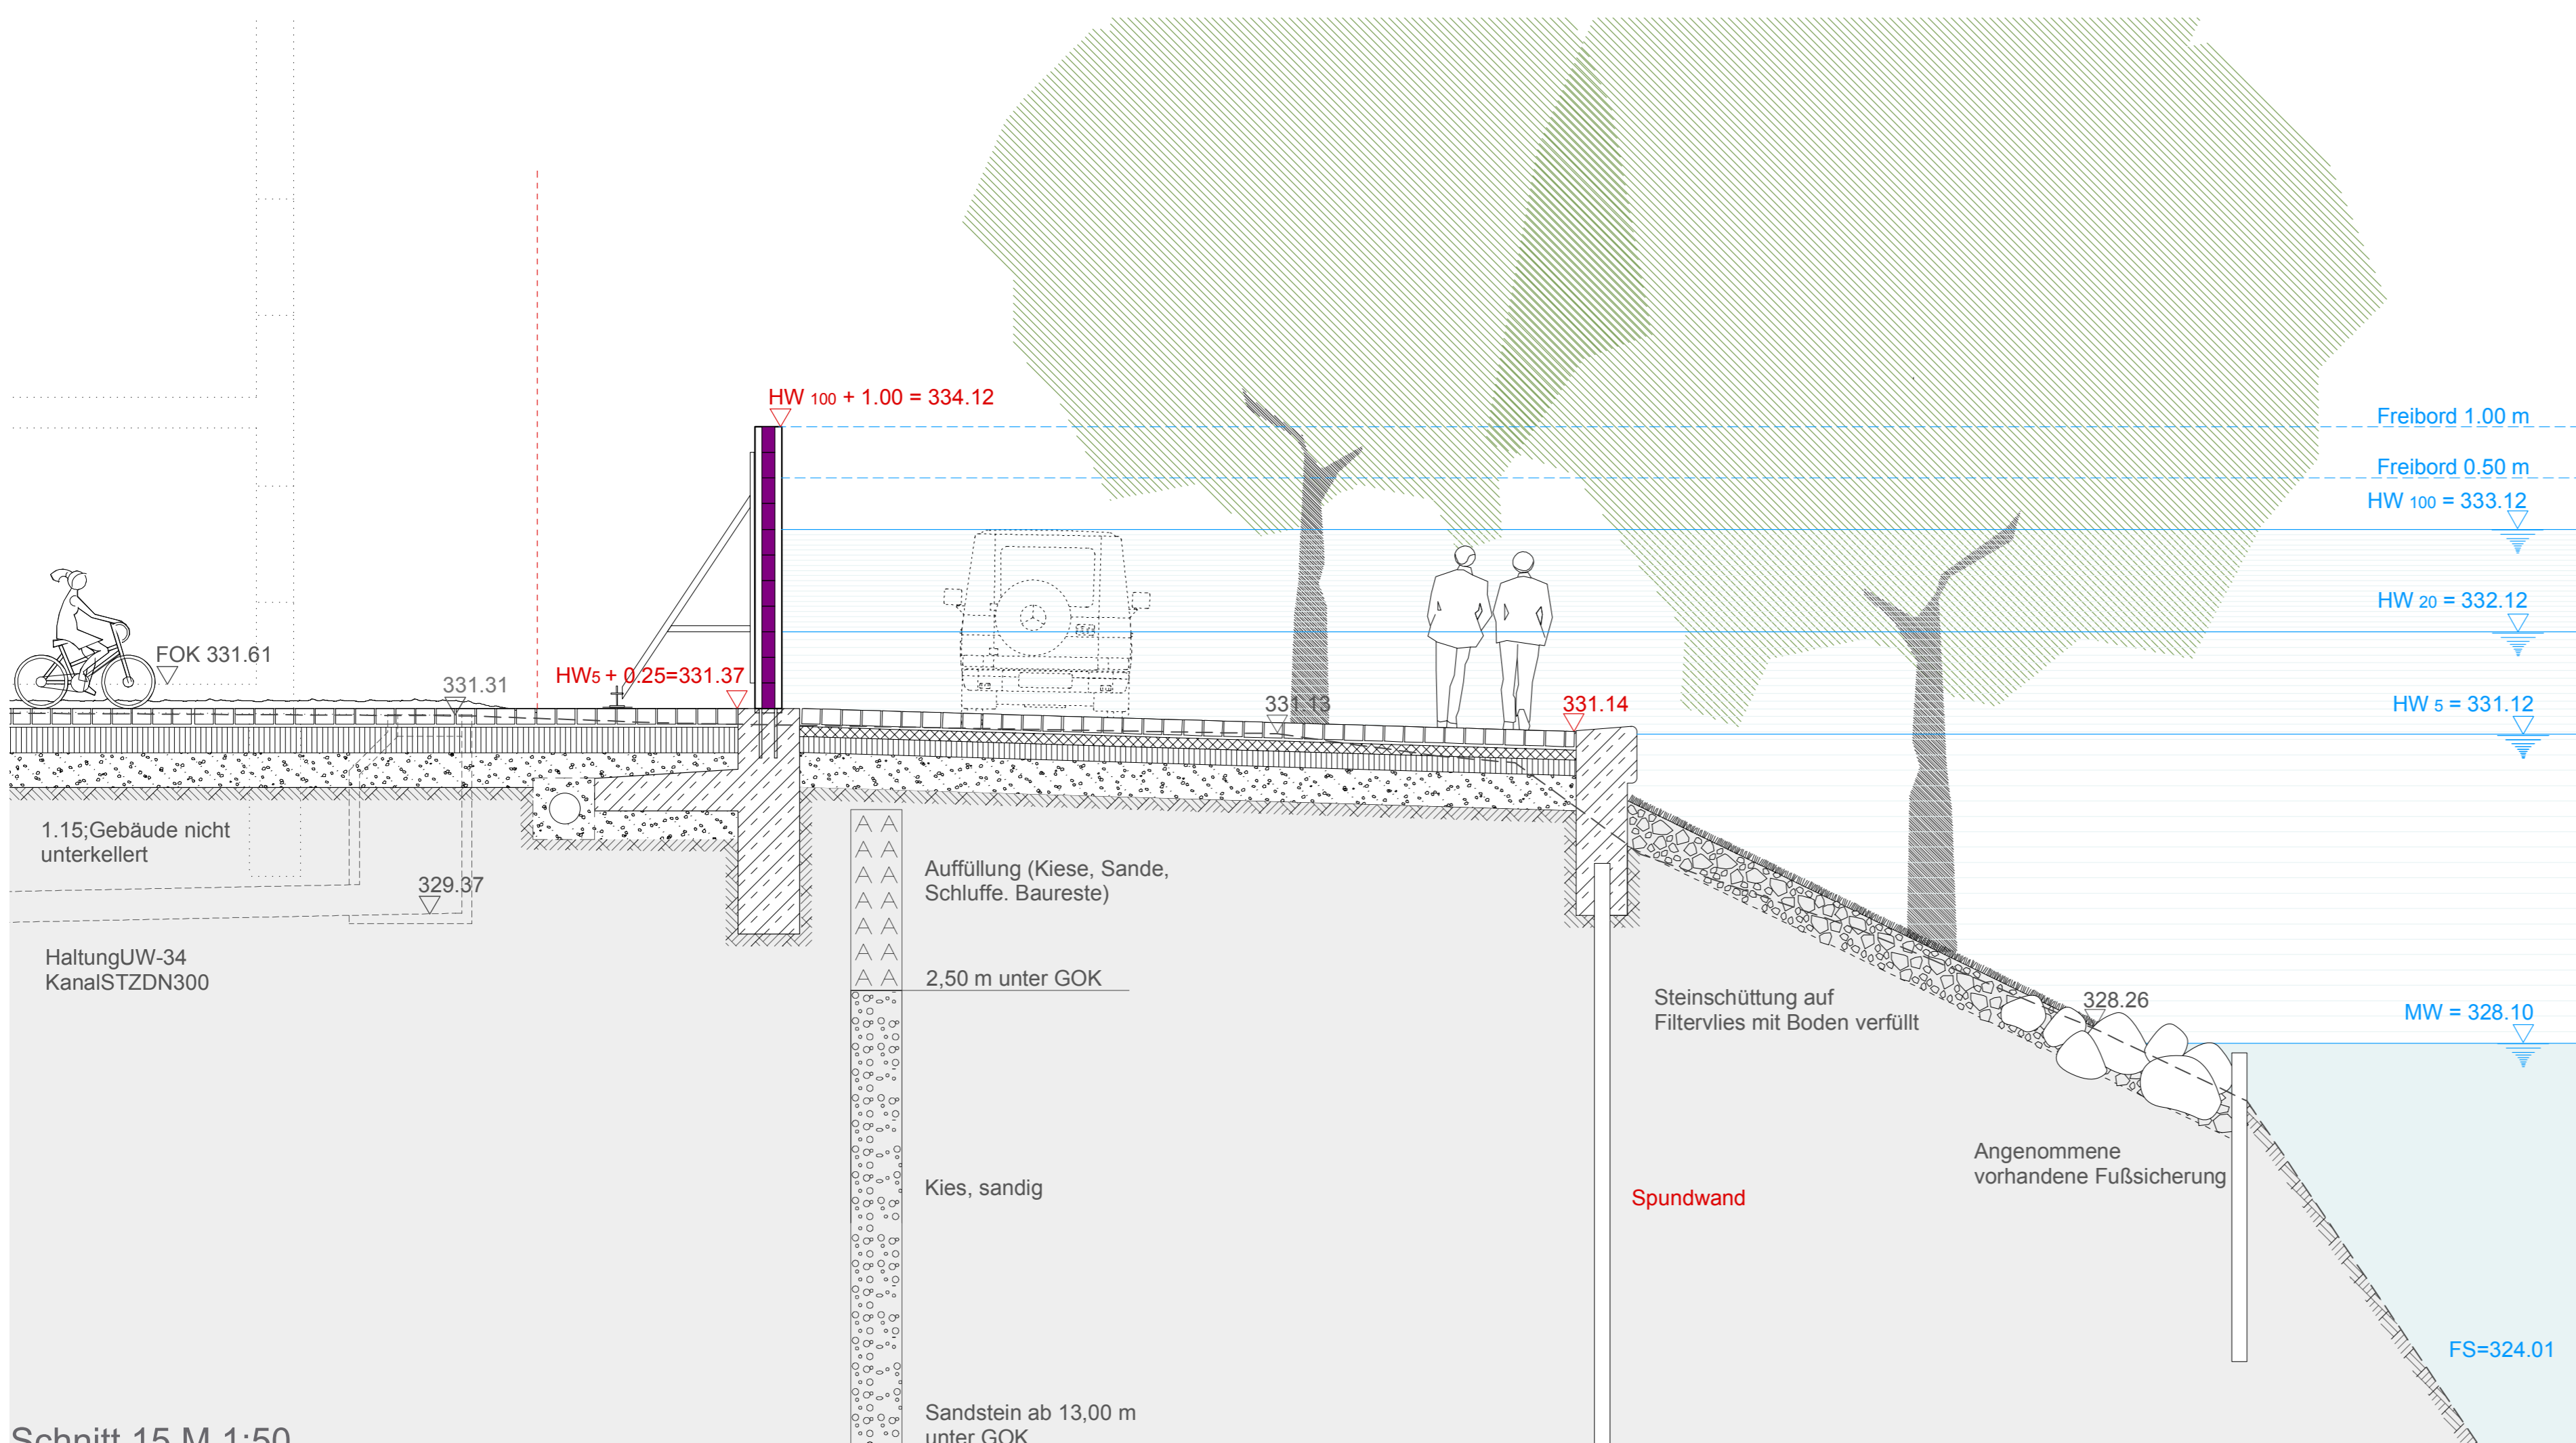 HW 100 + 1.00 = 334.12
Freibord 1.00 m
Freibord 0.50 m
HW 100 = 333.12
HW 20 = 332.12
FOK 331.61
331.31
HW5 + 0.25=331.37
331.13
331.14
HW 5 = 331.12
1.15;Gebäude nicht
unterkellert
329.37
HaltungUW-34
KanalSTZDN300
Auffüllung (Kiese, Sande,
Schluffe. Baureste)
2,50 m unter GOK
Steinschüttung auf
Filtervlies mit Boden verfüllt
328.26
MW = 328.10
Kies, sandig
Spundwand
Angenommene
vorhandene Fußsicherung
FS=324.01
Sandstein ab 13,00 m
unter GOK
Schnitt 15 M 1:50